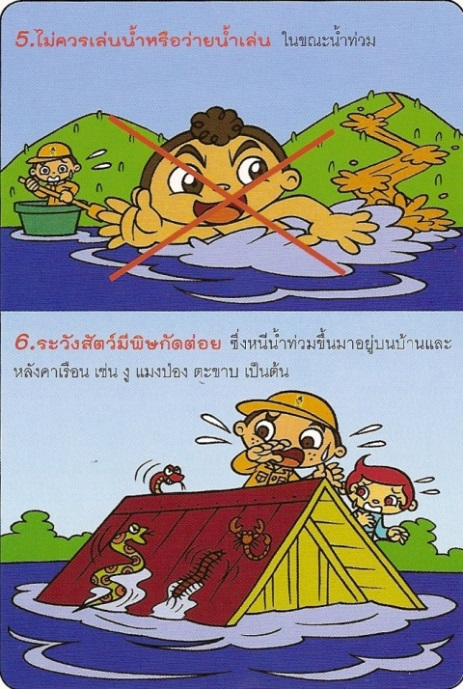 5.ไม่ควรเล่นน้ำหรือว่ายน้ำเล่น ในขณะน้ำท่วม
6.ระวังสัตว์มีพิษกัดต่อย ซึ่งหนีน้ำท่วมขึ้นมาอยู่บนบ้านและ
หลังคาเรือน เช่น งู แมงป่อง ตะขาบ เป็นต้น